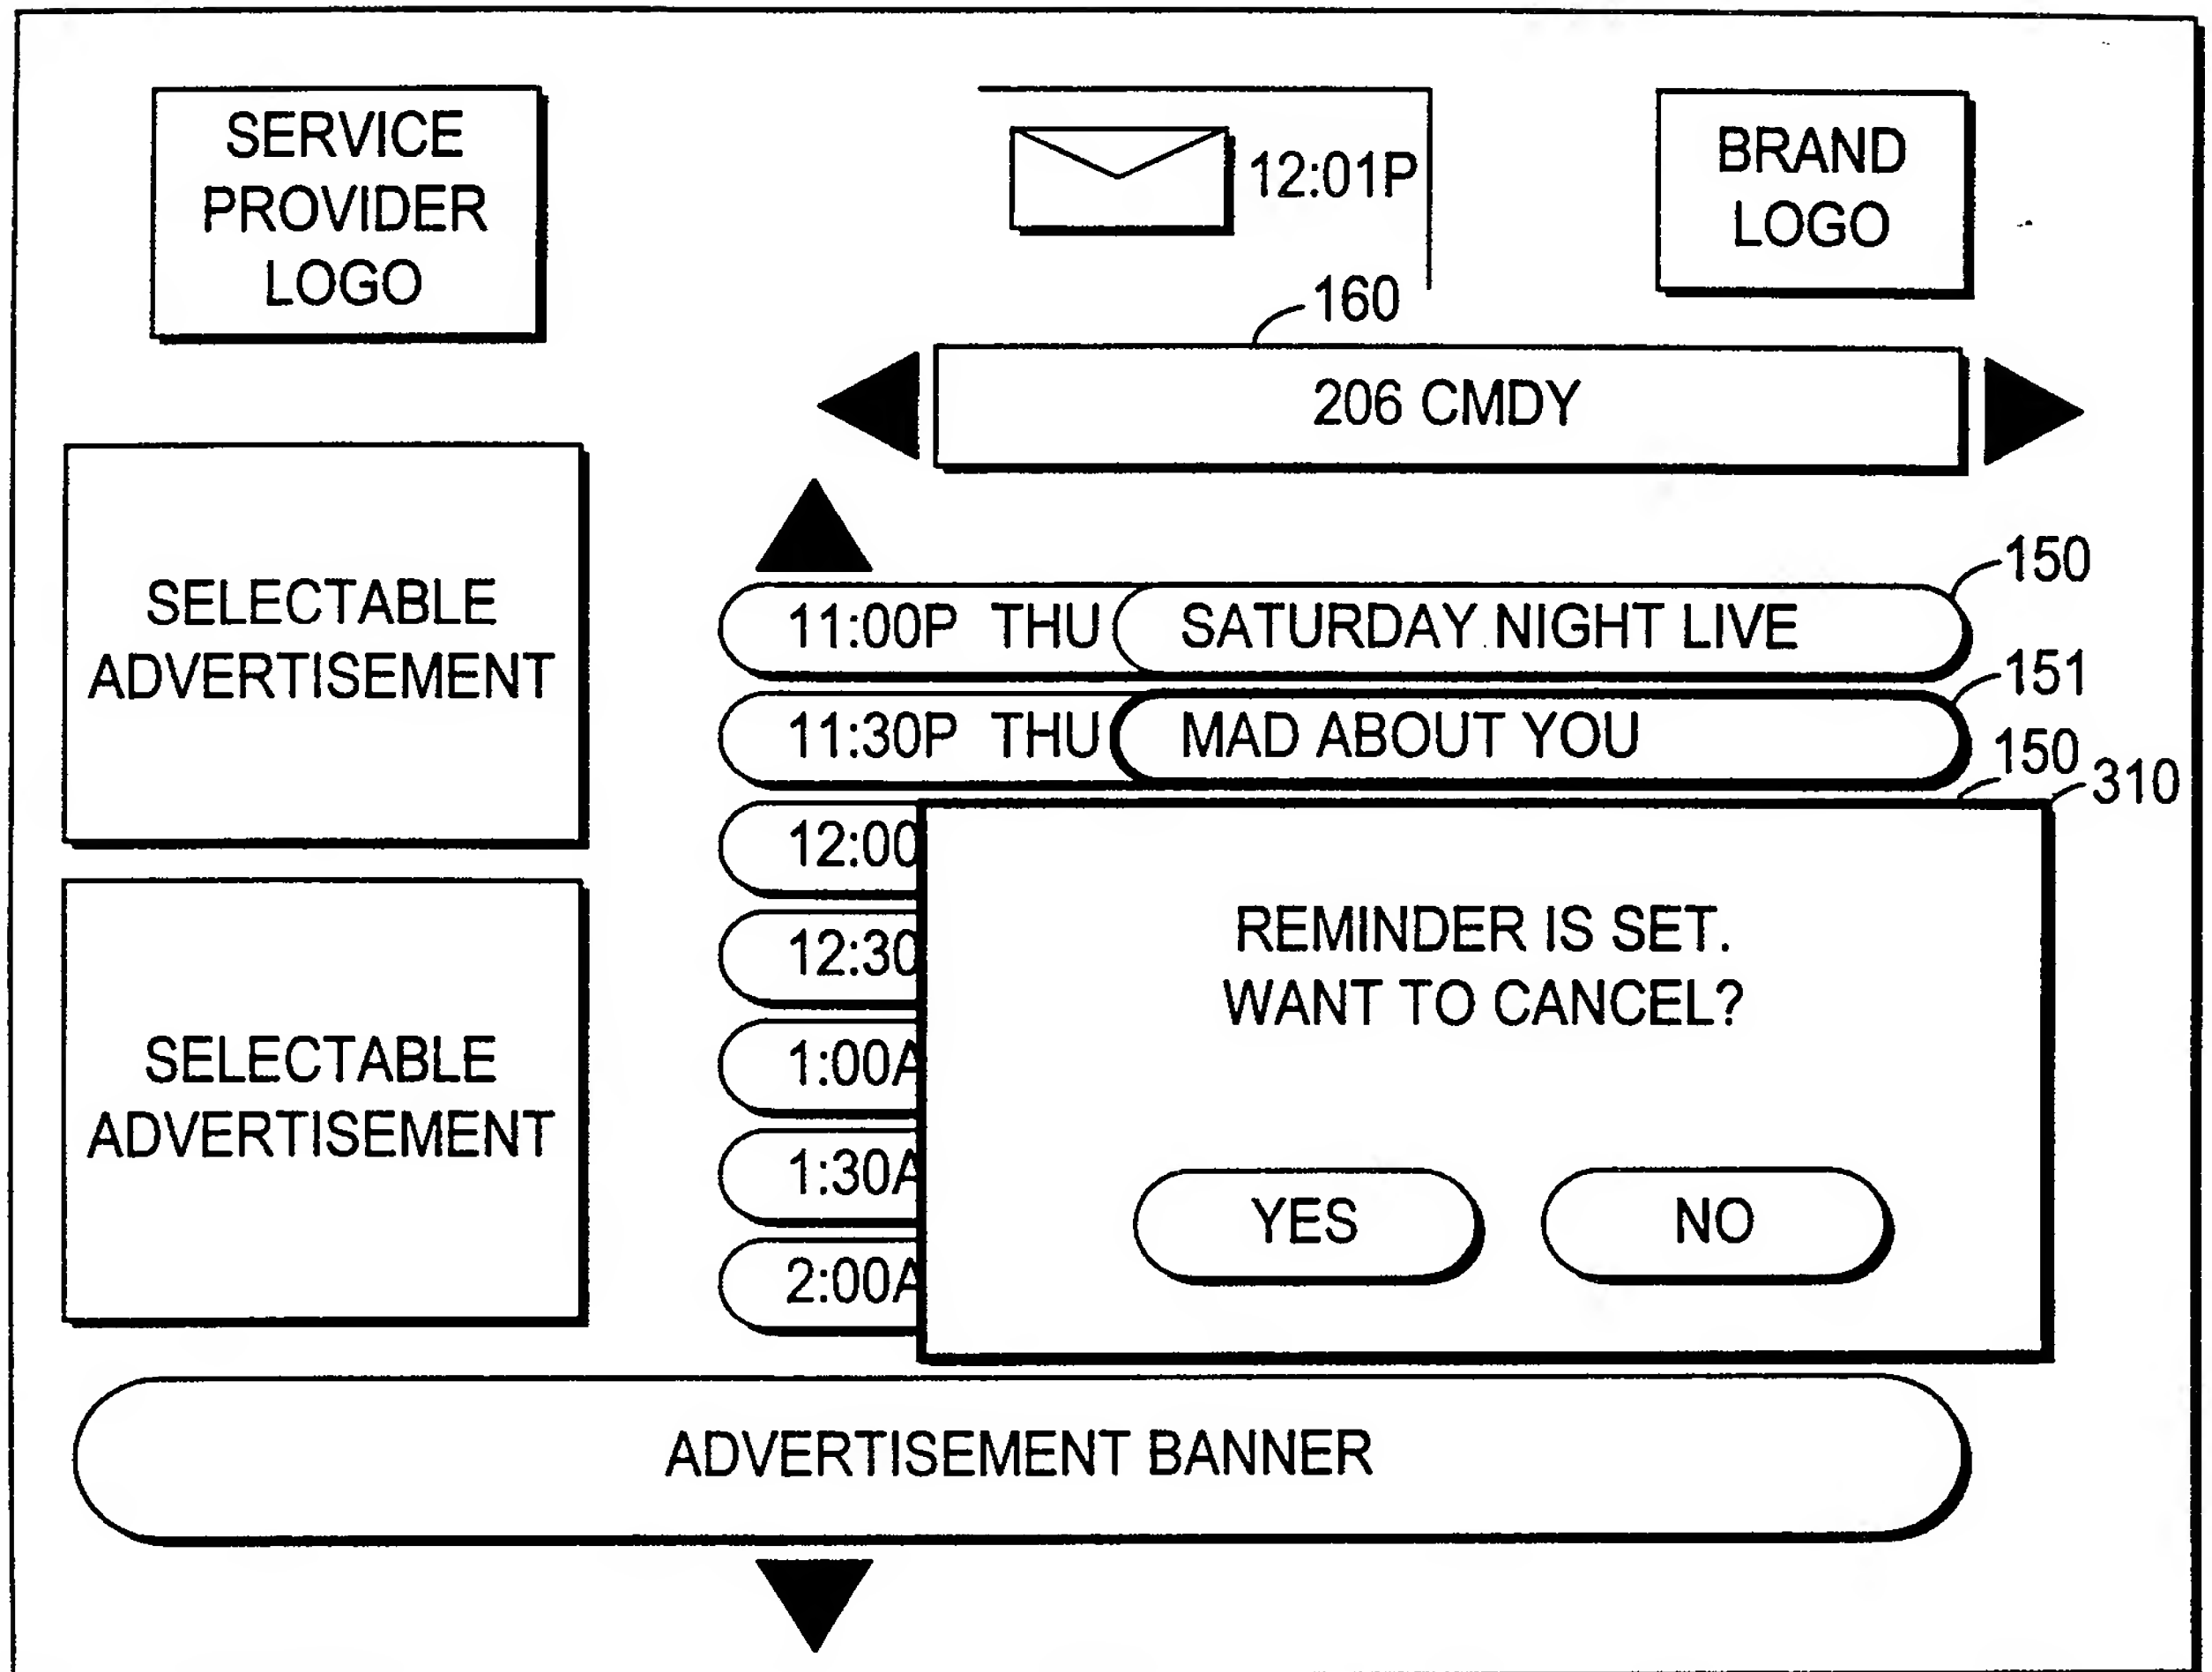 SERVICE
PROVIDER
LOGO
12:01P
BRAND
LOGO
160
206 CMDY
SELECTABLE
ADVERTISEMENT
150
11:00P THU SATURDAY NIGHT LIVE
151
11:30P THU MAD ABOUT YOU
150
310
12:00
12:30
1:00A
1:30A
2:00A
REMINDER IS SET.
WANT TO CANCEL?
YES NO
SELECTABLE
ADVERTISEMENT
ADVERTISEMENT BANNER